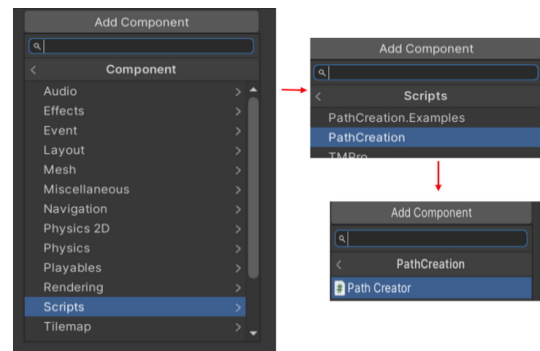 Add Component
Component
Audio
Effects
Event
Layout
Mesh
Miscellaneous
Navigation
Physics 2D
Physics
Playables
Rendering
Scripts
Tilemap
Add Component
Scripts
PathCreation.Examples
PathCreation
TMPro
Add Component
PathCreation
# Path Creator